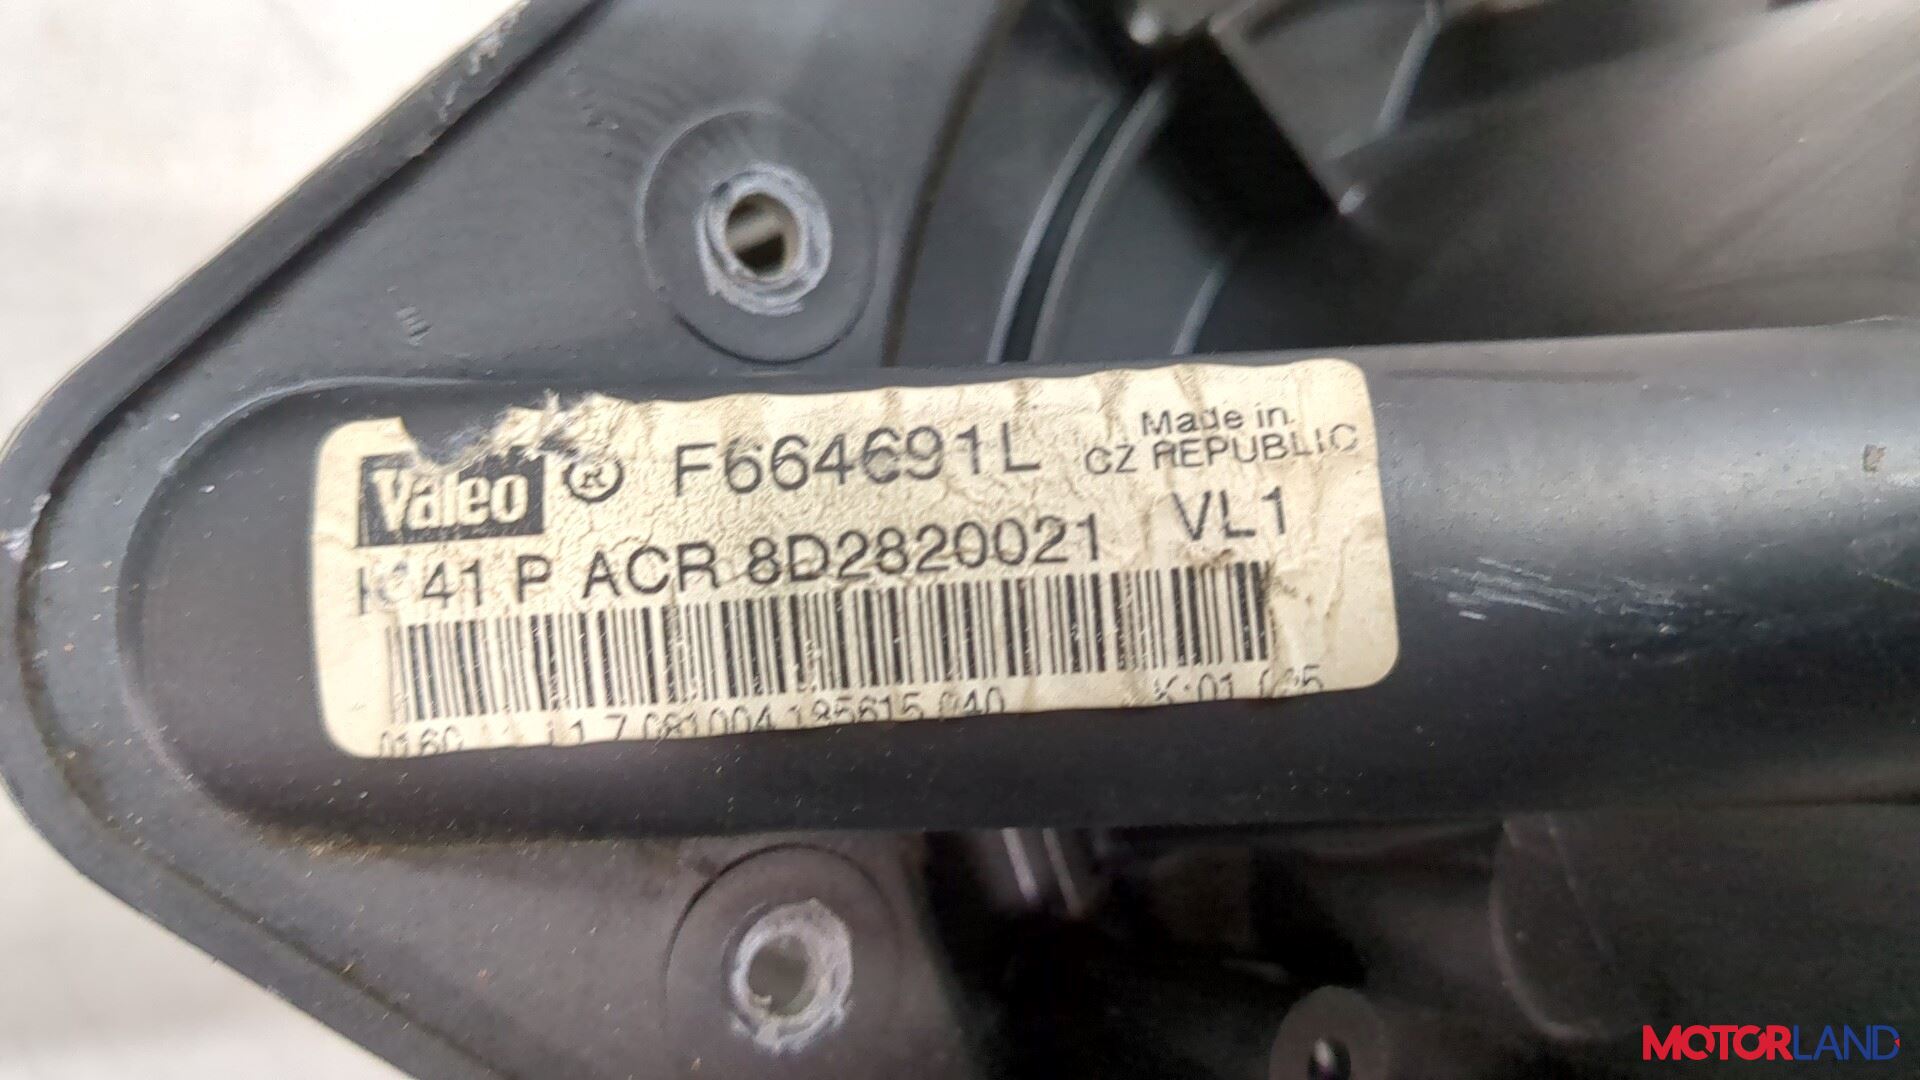 Valeo ® F664691L Made in
CZ REPUBLIC
41 P ACR 8D2820021 VL1
MOTORLAND